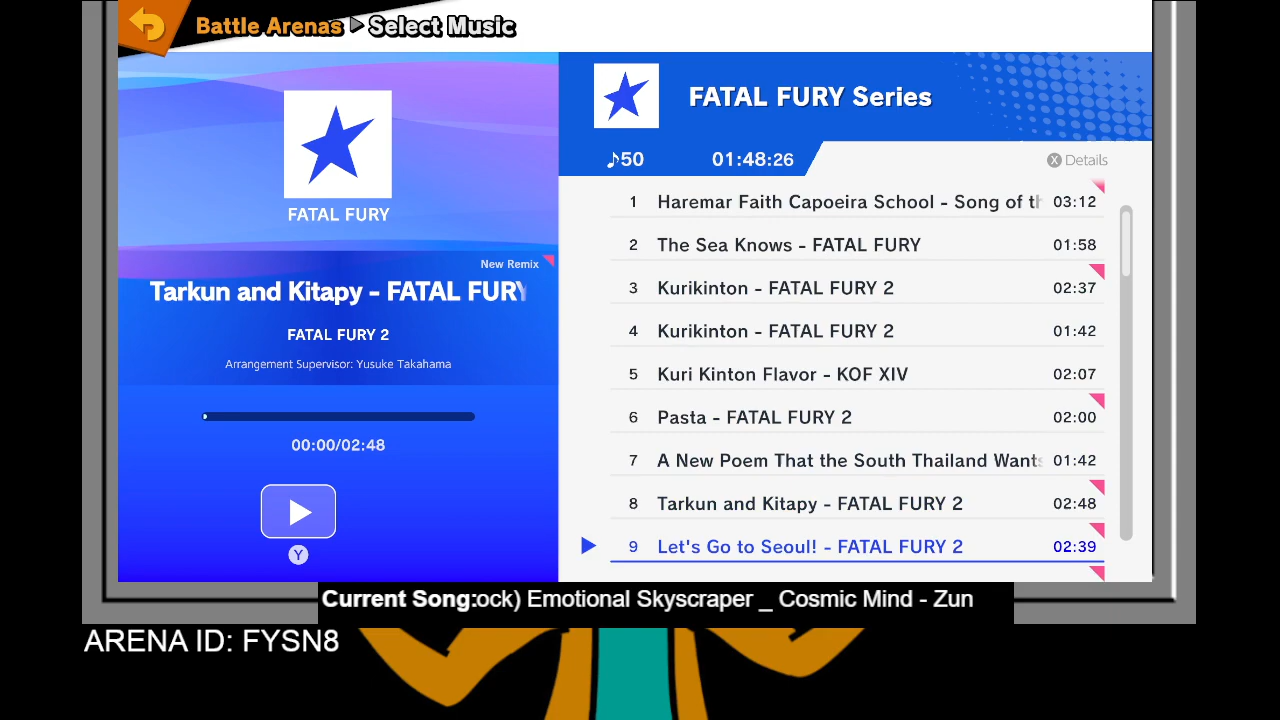 Battle Arenas ▶ Select Music
FATAL FURY
New Remix
Tarkun and Kitapy - FATAL FURY
FATAL FURY 2
Arrangement Supervisor: Yusuke Takahama
00:00/02:48
Y
FATAL FURY Series
♪50 01:48:26
X Details
1 Haremar Faith Capoeira School - Song of th 03:12
2 The Sea Knows - FATAL FURY 01:58
3 Kurikinton - FATAL FURY 2 02:37
4 Kurikinton - FATAL FURY 2 01:42
5 Kuri Kinton Flavor - KOF XIV 02:07
6 Pasta - FATAL FURY 2 02:00
7 A New Poem That the South Thailand Wants 01:42
8 Tarkun and Kitapy - FATAL FURY 2 02:48
9 Let's Go to Seoul! - FATAL FURY 2 02:39
Current Song:ock) Emotional Skyscraper _ Cosmic Mind - Zun
ARENA ID: FYSN8